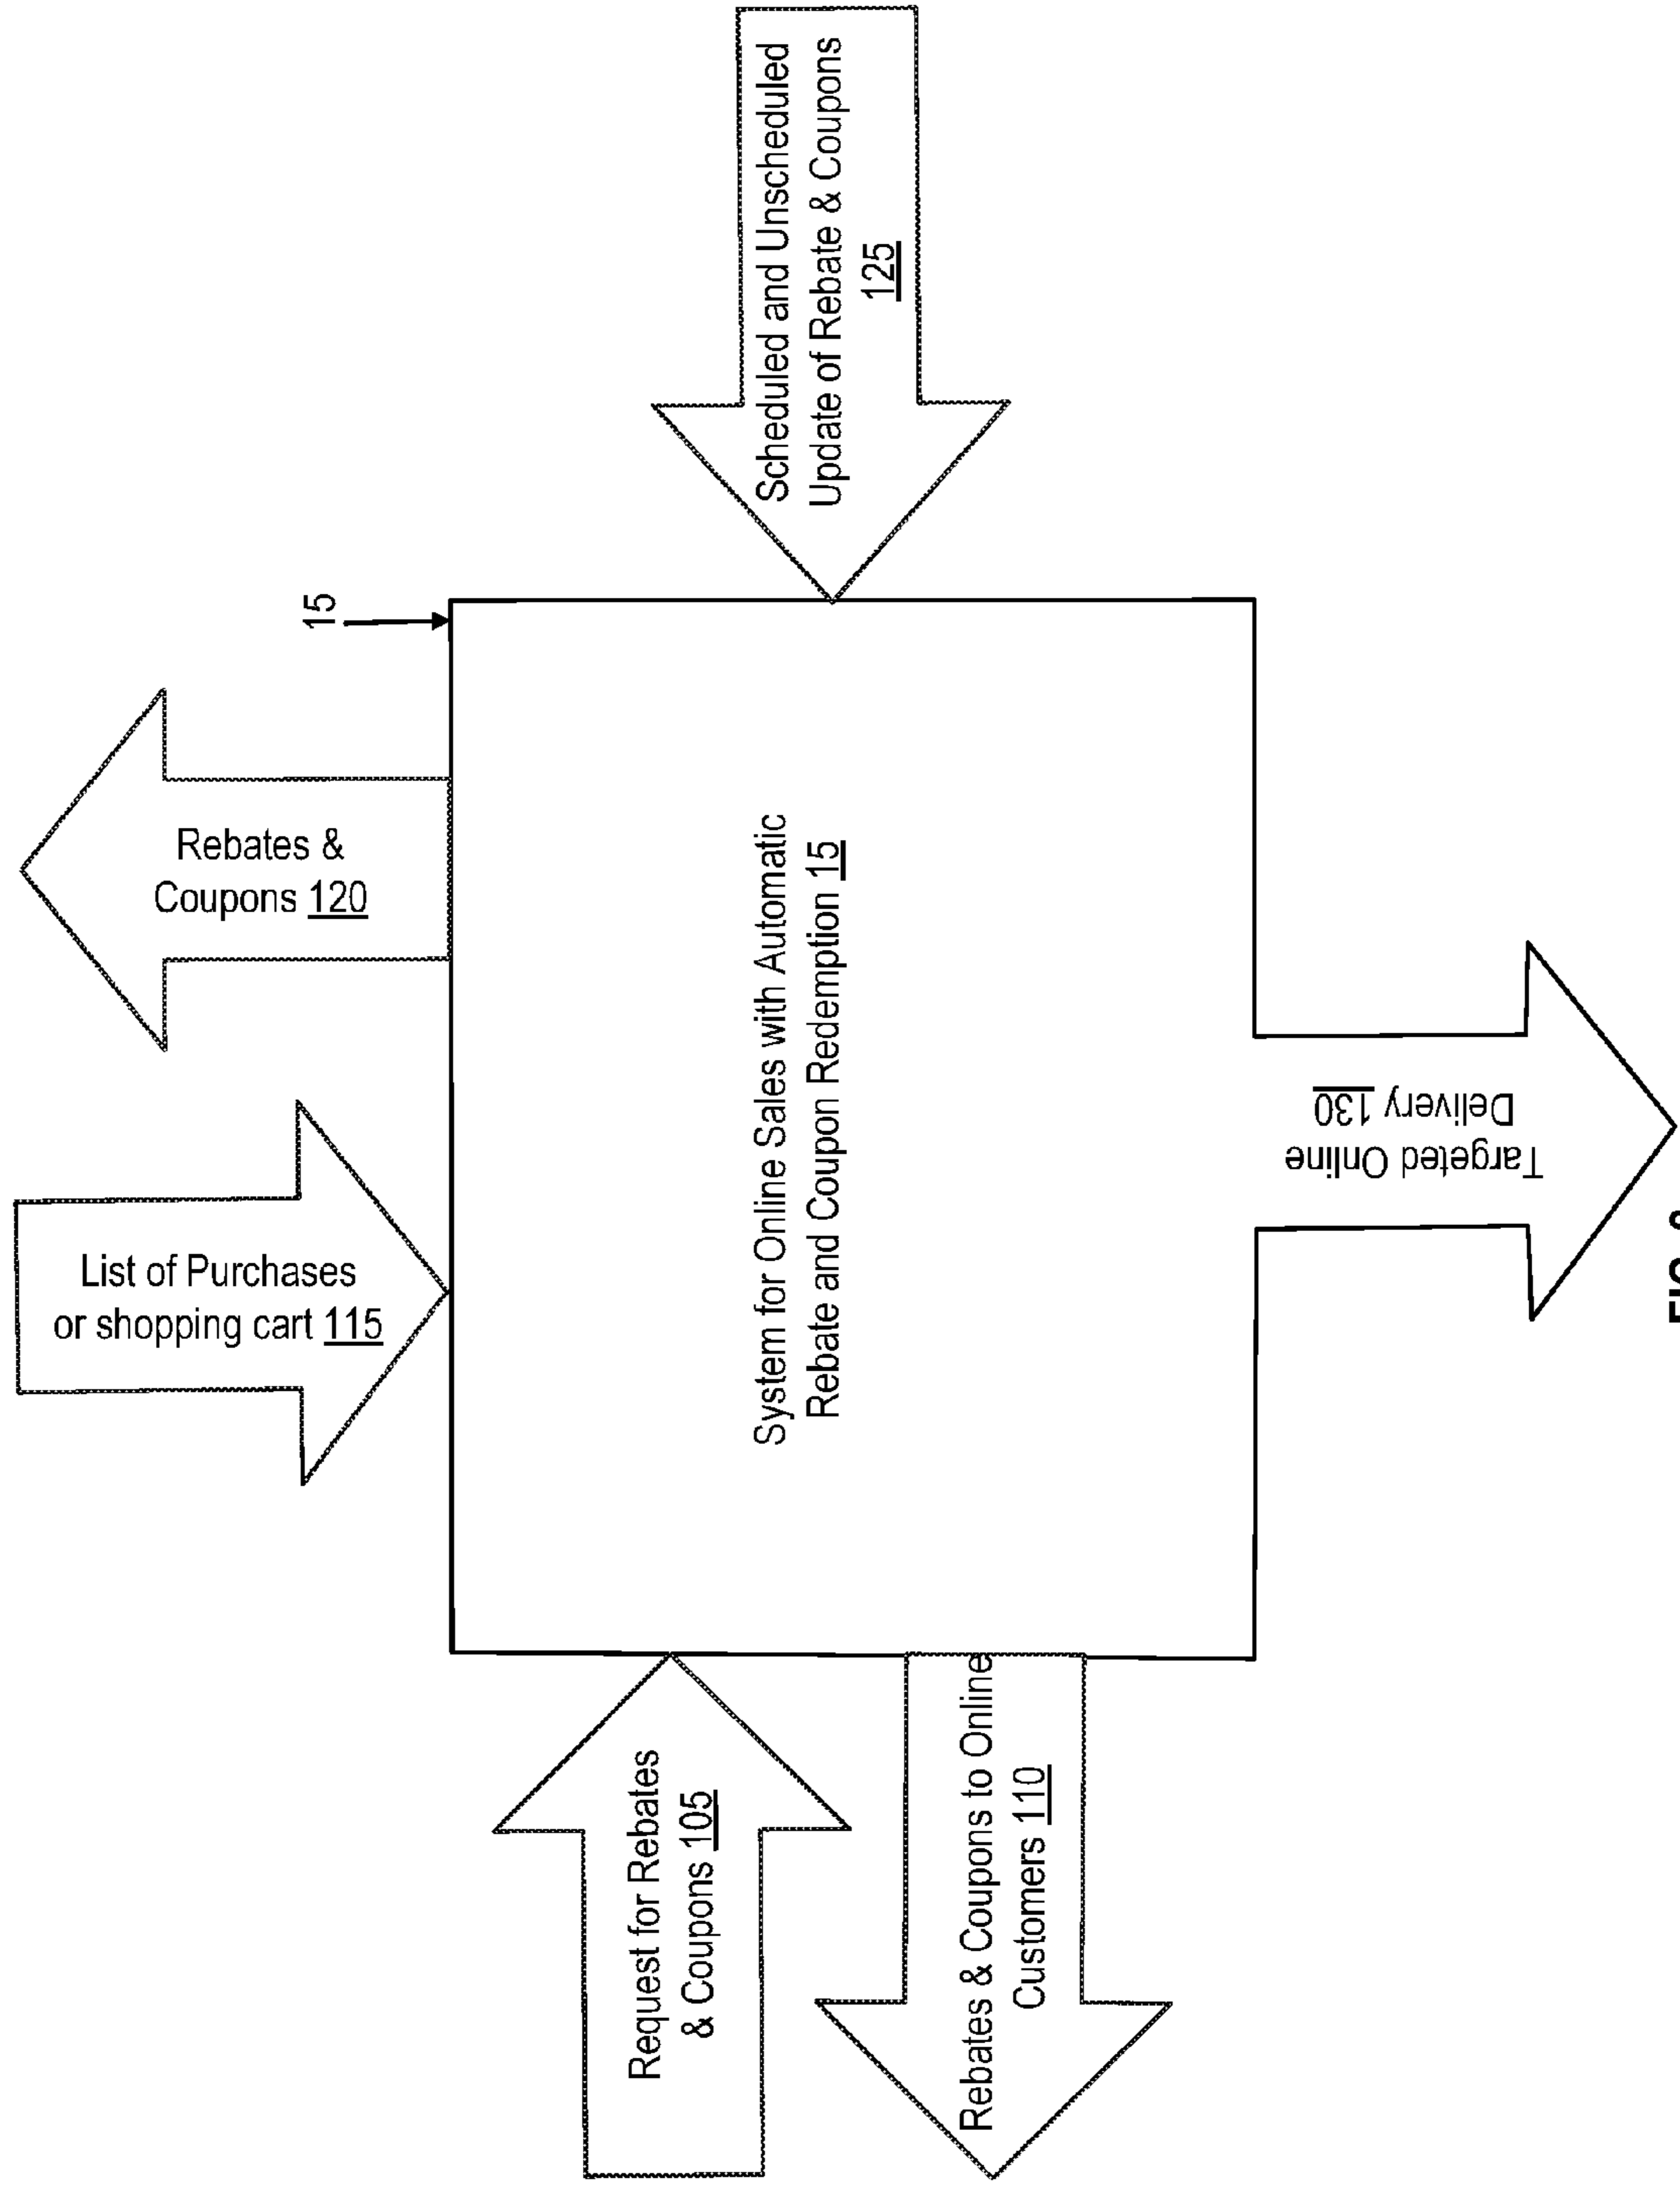 15
Rebates &
Coupons 120
List of Purchases
or shopping cart 115
Scheduled and Unscheduled
Update of Rebate & Coupons
125
System for Online Sales with Automatic
Rebate and Coupon Redemption 15
Request for Rebates
& Coupons 105
Rebates & Coupons to Online
Customers 110
Targeted Online
Delivery 130
FIG.